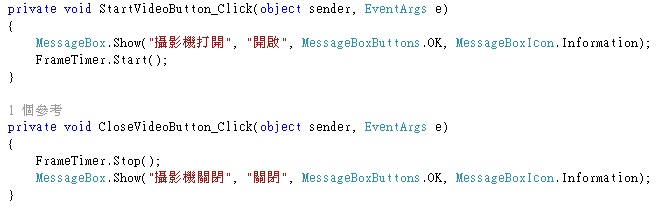 private void StartVideoButton_Click(object sender, EventArgs e)
{
    MessageBox.Show("攝影機打開", "開啟", MessageBoxButtons.OK, MessageBoxIcon.Information);
    FrameTimer.Start();
}
1 個參考
private void CloseVideoButton_Click(object sender, EventArgs e)
{
    FrameTimer.Stop();
    MessageBox.Show("攝影機關閉", "關閉", MessageBoxButtons.OK, MessageBoxIcon.Information);
}